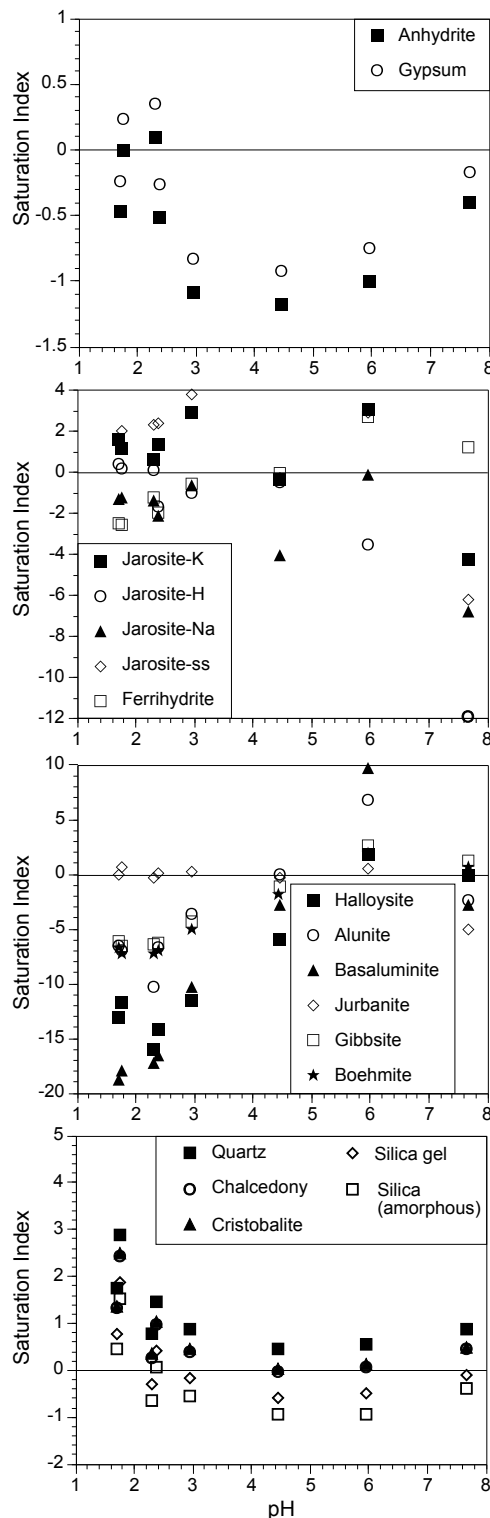 1
0.5
0
-0.5
-1
-1.5
Saturation Index
Anhydrite
Gypsum
1 2 3 4 5 6 7 8
4
2
0
-2
-4
-6
-8
-10
-12
Saturation Index
Jarosite-K
Jarosite-H
Jarosite-Na
Jarosite-ss
Ferrihydrite
1 2 3 4 5 6 7 8
10
5
0
-5
-10
-15
-20
Saturation Index
Halloysite
Alunite
Basaluminite
Jurbanite
Gibbsite
Boehmite
1 2 3 4 5 6 7 8
5
4
3
2
1
0
-1
-2
Saturation Index
Quartz
Chalcedony
Cristobalite
Silica gel
Silica
(amorphous)
1 2 3 4 5 6 7 8
pH